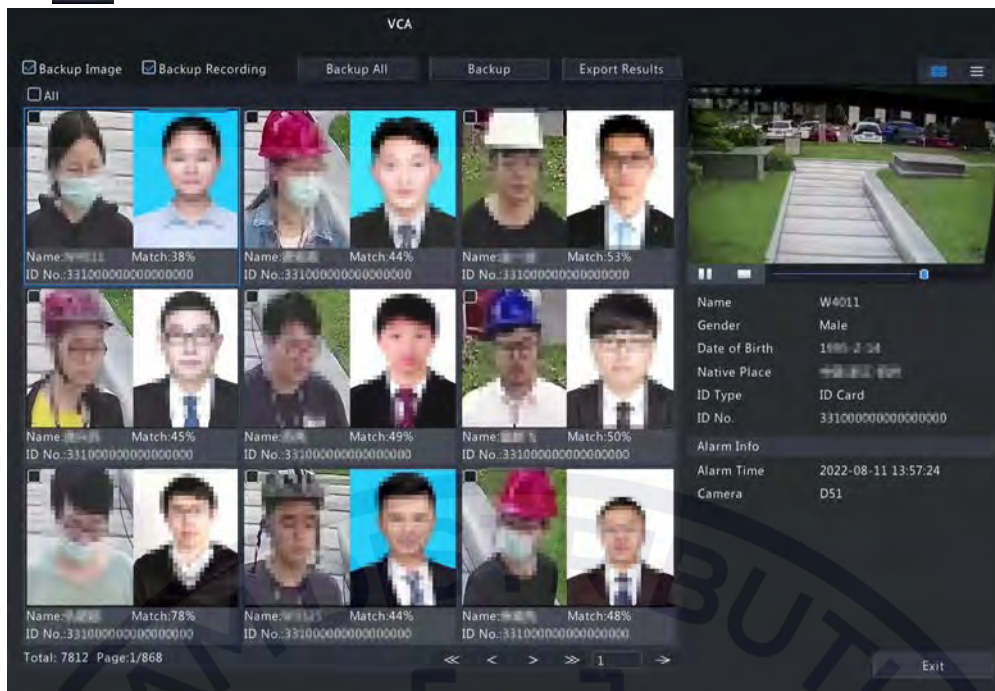 VCA
Backup Image Backup Recording Backup All Backup Export Results
All
Name: Match:38% Name: Match:44% Name: Match:53%
ID No.:331000000000000000 ID No.:331000000000000000 ID No.:331000000000000000
Name: Match:45% Name: Match:49% Name: Match:50%
ID No.:331000000000000000 ID No.:331000000000000000 ID No.:331000000000000000
Name: Match:78% Name: Match:44% Name: Match:48%
ID No.:331000000000000000 ID No.:331000000000000000 ID No.:331000000000000000
Total: 7812 Page:1/868 1
Name W4011
Gender Male
Date of Birth
Native Place
ID Type ID Card
ID No. 331000000000000000
Alarm Info
Alarm Time 2022-08-11 13:57:24
Camera D51
Exit